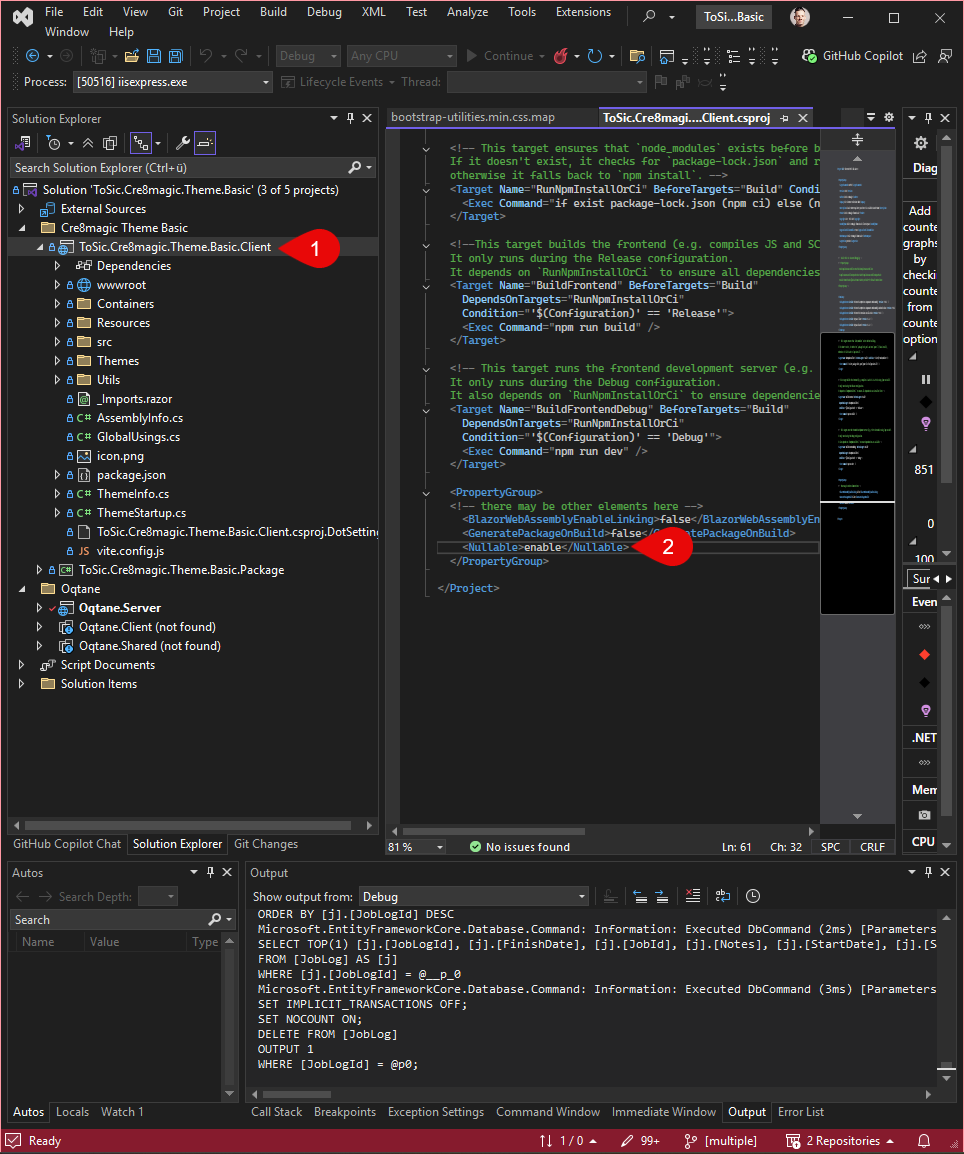 File Edit View Git Project Build Debug XML Test Analyze Tools Extensions
Window Help
ToSi...Basic
Debug Any CPU Continue GitHub Copilot
Process: [50516] iisexpress.exe Lifecycle Events Thread:
Solution Explorer
Search Solution Explorer (Ctrl+ü)
Solution 'ToSic.Cre8magic.Theme.Basic' (3 of 5 projects)
External Sources
Cre8magic Theme Basic
ToSic.Cre8magic.Theme.Basic.Client
1
Dependencies
wwwroot
Containers
Resources
src
Themes
Utils
_Imports.razor
C# AssemblyInfo.cs
C# GlobalUsings.cs
icon.png
package.json
C# ThemeInfo.cs
C# ThemeStartup.cs
ToSic.Cre8magic.Theme.Basic.Client.csproj.DotSetting
JS vite.config.js
C# ToSic.Cre8magic.Theme.Basic.Package
Oqtane
Oqtane.Server
Oqtane.Client (not found)
Oqtane.Shared (not found)
Script Documents
Solution Items
GitHub Copilot Chat Solution Explorer Git Changes
bootstrap-utilities.min.css.map ToSic.Cre8magi....Client.csproj
<!-- This target ensures that `node_modules` exists before b
If it doesn't exist, it checks for `package-lock.json` and r
otherwise it falls back to `npm install`. -->
<Target Name="RunNpmInstallOrCi" BeforeTargets="Build" Condi
<Exec Command="if exist package-lock.json (npm ci) else (n
</Target>
<!--This target builds the frontend (e.g. compiles JS and SC
It only runs during the Release configuration.
It depends on `RunNpmInstallOrCi` to ensure all dependencies
<Target Name="BuildFrontend" BeforeTargets="Build"
DependsOnTargets="RunNpmInstallOrCi"
Condition="'$(Configuration)' == 'Release'">
<Exec Command="npm run build" />
</Target>
<!-- This target runs the frontend development server (e.g.
It only runs during the Debug configuration.
It also depends on `RunNpmInstallOrCi` to ensure dependencie
<Target Name="BuildFrontendDebug" BeforeTargets="Build"
DependsOnTargets="RunNpmInstallOrCi"
Condition="'$(Configuration)' == 'Debug'">
<Exec Command="npm run dev" />
</Target>
<PropertyGroup>
<!-- there may be other elements here -->
<BlazorWebAssemblyEnableLinking>false</BlazorWebAssemblyEn
<GeneratePackageOnBuild>false</GeneratePackageOnBuild>
<Nullable>enable</Nullable>
2
</PropertyGroup>
</Project>
81 % No issues found Ln: 61 Ch: 32 SPC CRLF
Diag
Add
counte
graphs
by
checki
counte
from
counte
option
851
0
100
Sur
Even
.NET
Mem
CPU
Autos
Search Depth:
Search
Name Value Type
Autos Locals Watch 1
Output
Show output from: Debug
ORDER BY [j].[JobLogId] DESC
Microsoft.EntityFrameworkCore.Database.Command: Information: Executed DbCommand (2ms) [Parameters
SELECT TOP(1) [j].[JobLogId], [j].[FinishDate], [j].[JobId], [j].[Notes], [j].[StartDate], [j].[S
FROM [JobLog] AS [j]
WHERE [j].[JobLogId] = @__p_0
Microsoft.EntityFrameworkCore.Database.Command: Information: Executed DbCommand (3ms) [Parameters
SET IMPLICIT_TRANSACTIONS OFF;
SET NOCOUNT ON;
DELETE FROM [JobLog]
OUTPUT 1
WHERE [JobLogId] = @p0;
Call Stack Breakpoints Exception Settings Command Window Immediate Window Output Error List
Ready 1 / 0 99+ [multiple] 2 Repositories